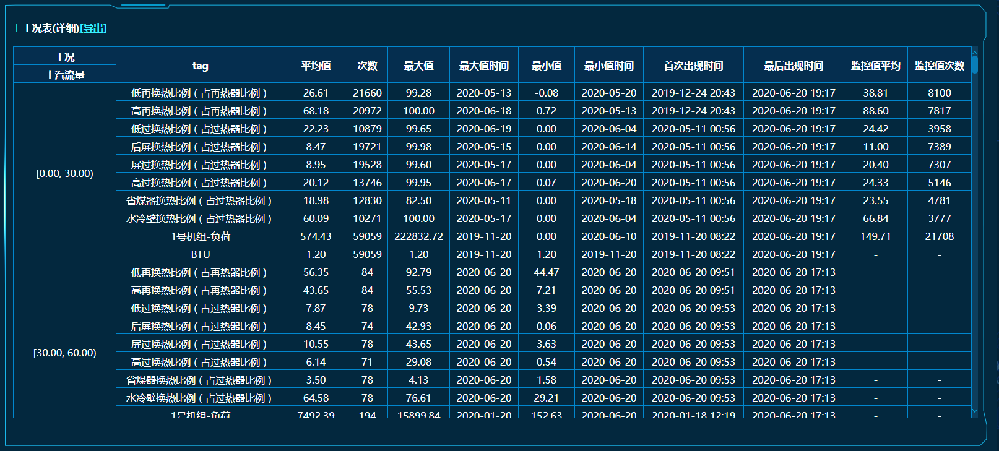 工况表(详细)[导出]
工况 tag 平均值 次数 最大值 最大值时间 最小值 最小值时间 首次出现时间 最后出现时间 监控值平均 监控值次数
主汽流量
[0.00, 30.00)
低再换热比例（占再热器比例） 26.61 21660 99.28 2020-05-13 -0.08 2020-05-20 2019-12-24 20:43 2020-06-20 19:17 38.81 8100
高再换热比例（占再热器比例） 68.18 20972 100.00 2020-06-18 0.72 2020-05-13 2019-12-24 20:43 2020-06-20 19:17 88.60 7817
低过换热比例（占过热器比例） 22.23 10879 99.65 2020-06-19 0.00 2020-06-04 2020-05-11 00:56 2020-06-20 19:17 24.42 3958
后屏换热比例（占过热器比例） 8.47 19721 99.98 2020-05-15 0.00 2020-06-14 2020-05-11 00:56 2020-06-20 19:17 11.00 7389
屏过换热比例（占过热器比例） 8.95 19528 99.60 2020-05-17 0.00 2020-06-04 2020-05-11 00:56 2020-06-20 19:17 20.40 7307
高过换热比例（占过热器比例） 20.12 13746 99.95 2020-06-17 0.07 2020-06-20 2020-05-11 00:56 2020-06-20 19:17 24.33 5146
省煤器换热比例（占过热器比例） 18.98 12830 82.50 2020-05-11 0.00 2020-05-18 2020-05-11 00:56 2020-06-20 19:17 23.55 4781
水冷壁换热比例（占过热器比例） 60.09 10271 100.00 2020-05-17 0.00 2020-06-04 2020-05-11 00:56 2020-06-20 19:17 66.84 3777
1号机组-负荷 574.43 59059 222832.72 2019-11-20 0.00 2020-06-10 2019-11-20 08:22 2020-06-20 19:17 149.71 21708
BTU 1.20 59059 1.20 2019-11-20 1.20 2019-11-20 2019-11-20 08:22 2020-06-20 19:17 - -
[30.00, 60.00)
低再换热比例（占再热器比例） 56.35 84 92.79 2020-06-20 44.47 2020-06-20 2020-06-20 09:51 2020-06-20 17:13 - -
高再换热比例（占再热器比例） 43.65 84 55.53 2020-06-20 7.21 2020-06-20 2020-06-20 09:51 2020-06-20 17:13 - -
低过换热比例（占过热器比例） 7.87 78 9.73 2020-06-20 3.39 2020-06-20 2020-06-20 09:53 2020-06-20 17:13 - -
后屏换热比例（占过热器比例） 8.45 74 42.93 2020-06-20 0.06 2020-06-20 2020-06-20 09:53 2020-06-20 17:13 - -
屏过换热比例（占过热器比例） 10.55 78 43.65 2020-06-20 3.63 2020-06-20 2020-06-20 09:53 2020-06-20 17:13 - -
高过换热比例（占过热器比例） 6.14 71 29.08 2020-06-20 0.54 2020-06-20 2020-06-20 09:53 2020-06-20 17:13 - -
省煤器换热比例（占过热器比例） 3.50 78 4.13 2020-06-20 1.58 2020-06-20 2020-06-20 09:53 2020-06-20 17:13 - -
水冷壁换热比例（占过热器比例） 64.58 78 76.61 2020-06-20 29.21 2020-06-20 2020-06-20 09:53 2020-06-20 17:13 - -
1号机组-负荷 7492.39 194 15899.84 2020-01-20 152.63 2020-06-20 2020-01-18 12:19 2020-06-20 17:13 - -